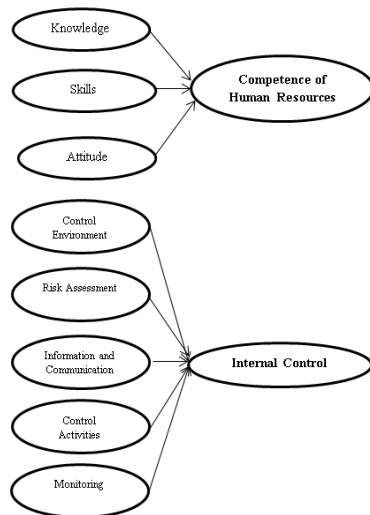 Knowledge
Skills
Attitude
Competence of
Human Resources
Control
Environment
Risk Assessment
Information and
Communication
Control
Activities
Monitoring
Internal Control